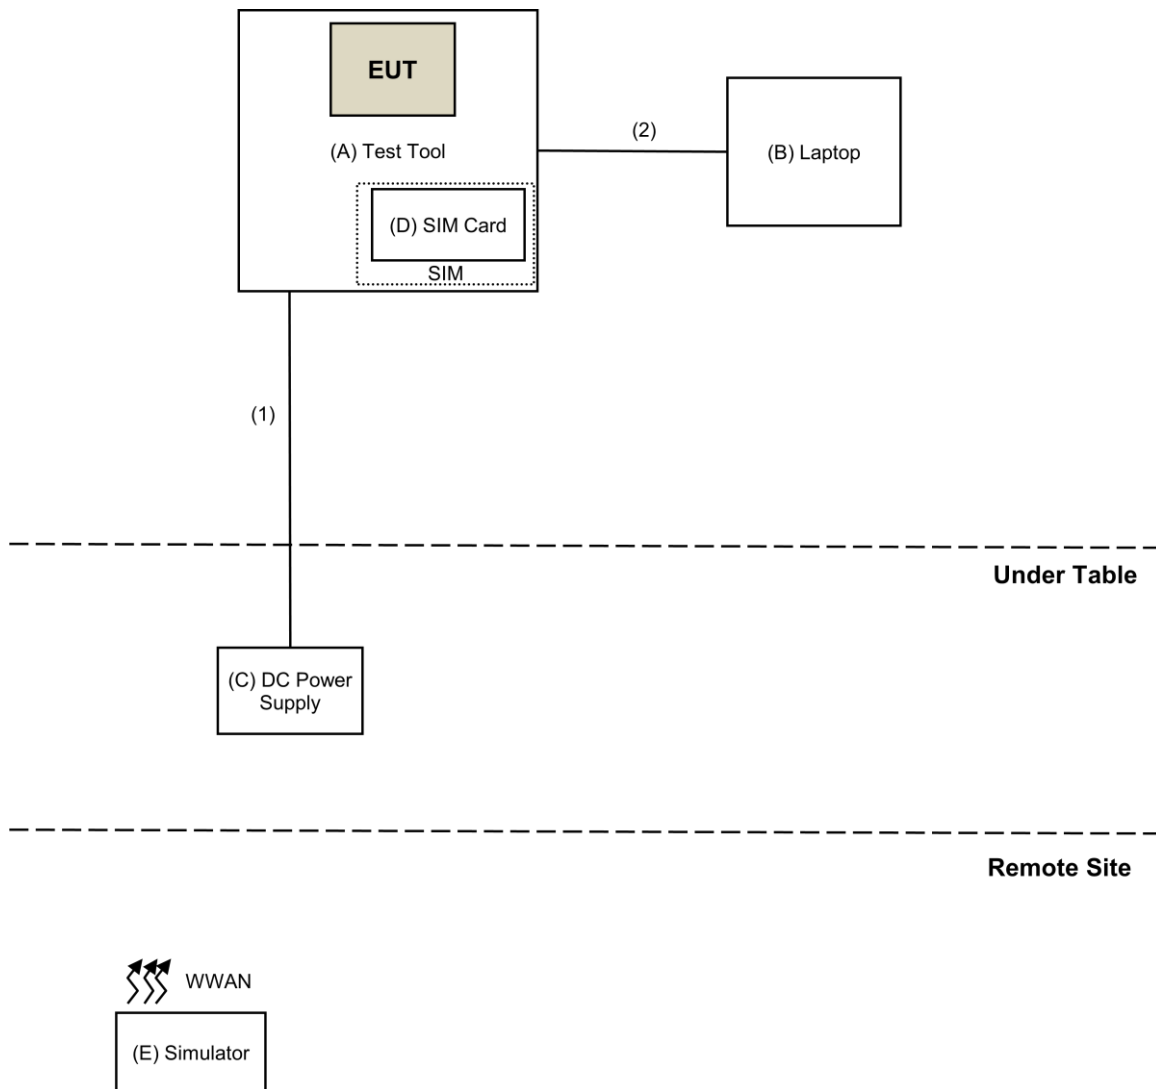 EUT
(A) Test Tool
(2)
(B) Laptop
(D) SIM Card
SIM
(1)
Under Table
(C) DC Power
Supply
Remote Site
WWAN
(E) Simulator